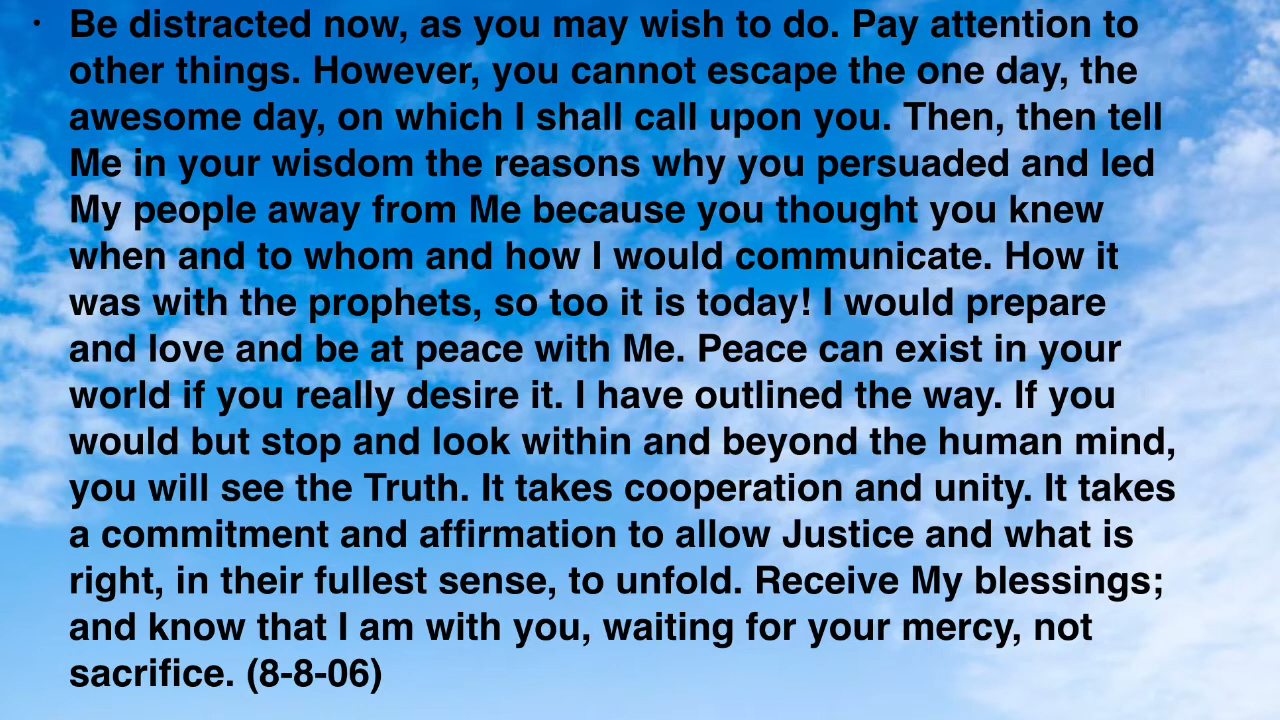 • Be distracted now, as you may wish to do. Pay attention to
other things. However, you cannot escape the one day, the
awesome day, on which I shall call upon you. Then, then tell
Me in your wisdom the reasons why you persuaded and led
My people away from Me because you thought you knew
when and to whom and how I would communicate. How it
was with the prophets, so too it is today! I would prepare
and love and be at peace with Me. Peace can exist in your
world if you really desire it. I have outlined the way. If you
would but stop and look within and beyond the human mind,
you will see the Truth. It takes cooperation and unity. It takes
a commitment and affirmation to allow Justice and what is
right, in their fullest sense, to unfold. Receive My blessings;
and know that I am with you, waiting for your mercy, not
sacrifice. (8-8-06)